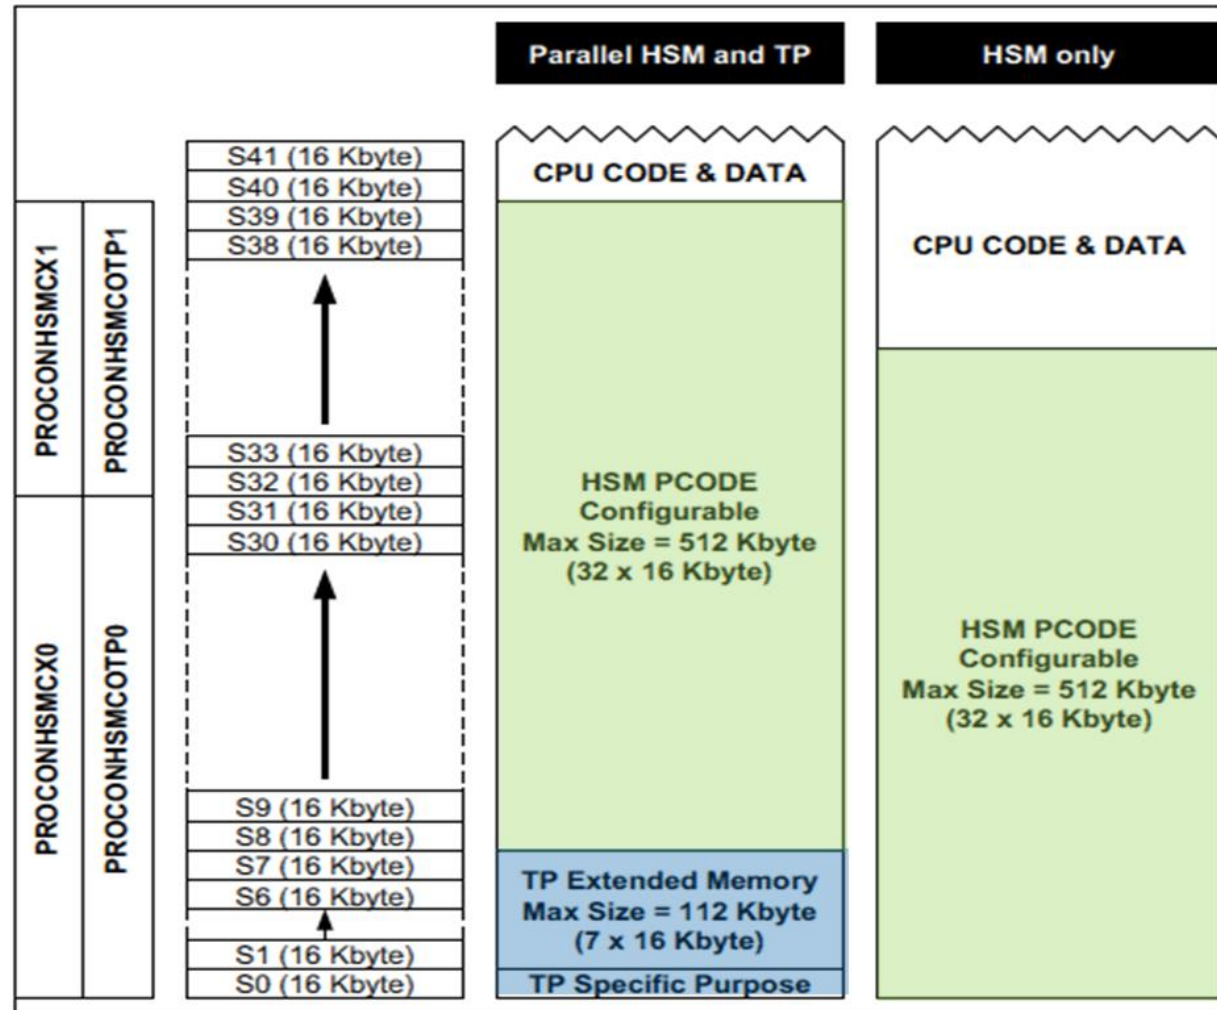 Parallel HSM and TP
HSM only
PROCONHSMCX1
PROCONHSMCOTP1
PROCONHSMCX0
PROCONHSMCOTP0
S41 (16 Kbyte)
S40 (16 Kbyte)
S39 (16 Kbyte)
S38 (16 Kbyte)
S33 (16 Kbyte)
S32 (16 Kbyte)
S31 (16 Kbyte)
S30 (16 Kbyte)
S9 (16 Kbyte)
S8 (16 Kbyte)
S7 (16 Kbyte)
S6 (16 Kbyte)
S1 (16 Kbyte)
S0 (16 Kbyte)
CPU CODE & DATA
HSM PCODE
Configurable
Max Size = 512 Kbyte
(32 x 16 Kbyte)
TP Extended Memory
Max Size = 112 Kbyte
(7 x 16 Kbyte)
TP Specific Purpose
CPU CODE & DATA
HSM PCODE
Configurable
Max Size = 512 Kbyte
(32 x 16 Kbyte)